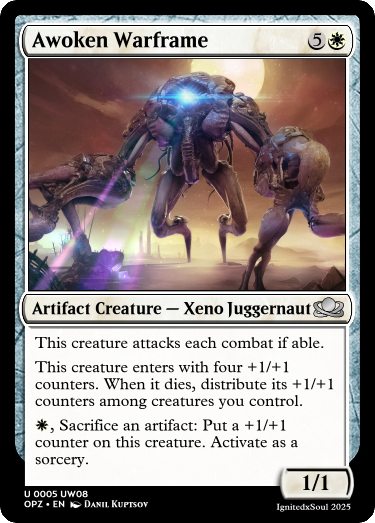 Awoken Warframe 5
Artifact Creature — Xeno Juggernaut
This creature attacks each combat if able.
This creature enters with four +1/+1
counters. When it dies, distribute its +1/+1
counters among creatures you control.
, Sacrifice an artifact: Put a +1/+1
counter on this creature. Activate as a
sorcery.
1/1
U 0005 UW08
OPZ • EN Danil Kuptsov
IgnitedxSoul 2025